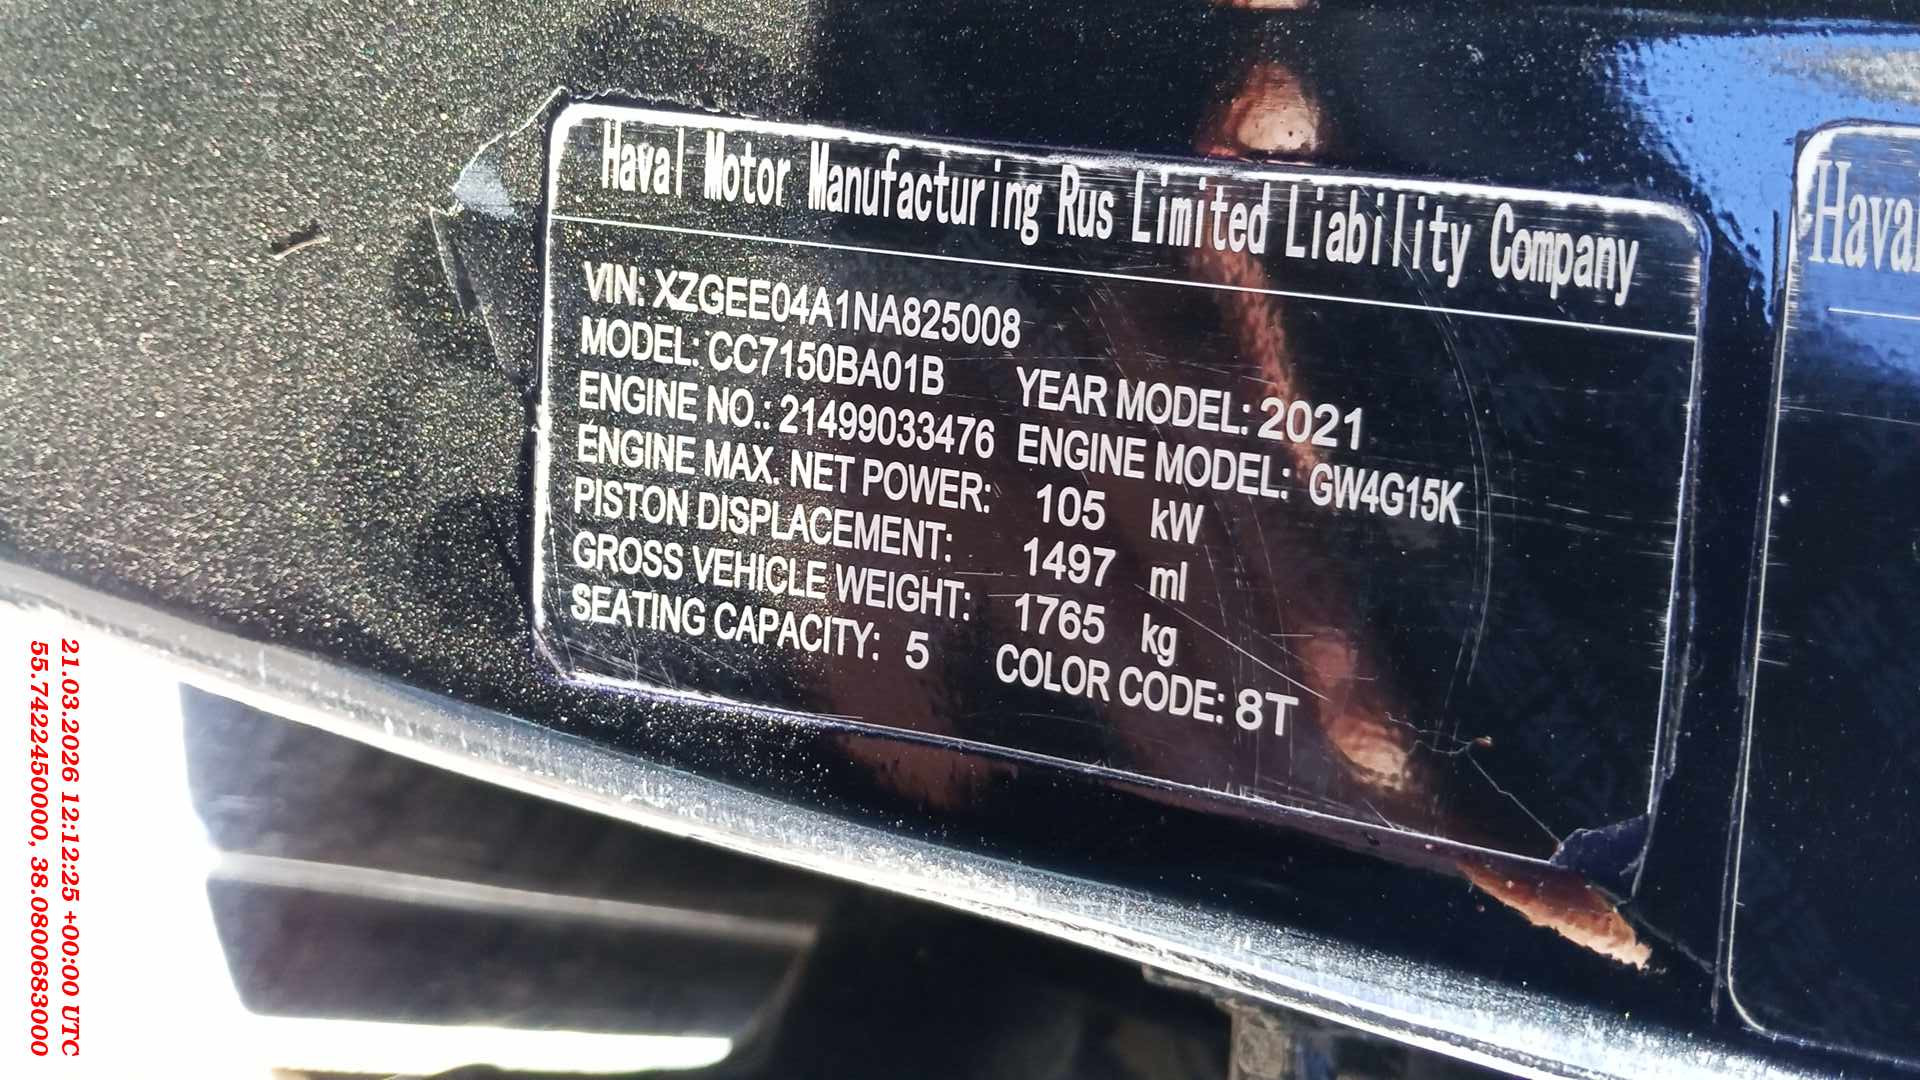 Haval Motor Manufacturing Rus Limited Liability Company
VIN: XZGEE04A1NA825008
MODEL: CC7150BA01B YEAR MODEL: 2021
ENGINE NO.: 21499033476 ENGINE MODEL: GW4G15K
ENGINE MAX. NET POWER: 105 kW
PISTON DISPLACEMENT: 1497 ml
GROSS VEHICLE WEIGHT: 1765 kg
SEATING CAPACITY: 5 COLOR CODE: 8T
Haval
21.03.2026 12:12:25 +00:00 UTC
55.7422450000, 38.0800683000